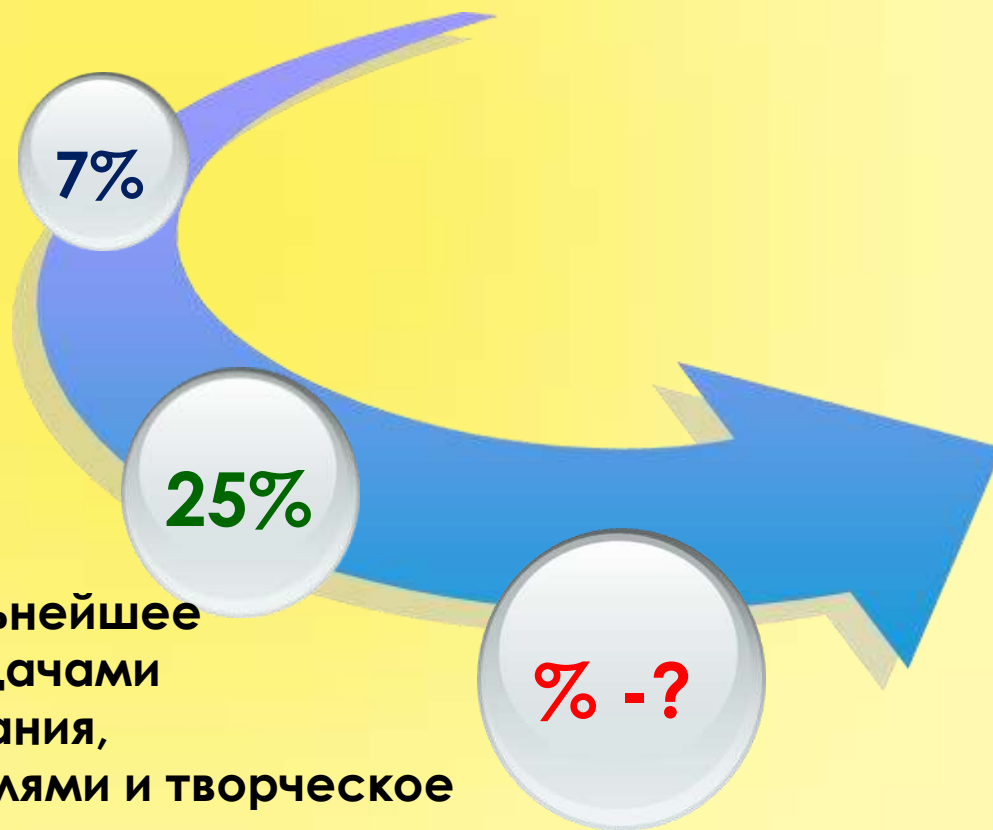 7%
25%
% -?
ьнейшее
дачами
ания,
лями и творческое